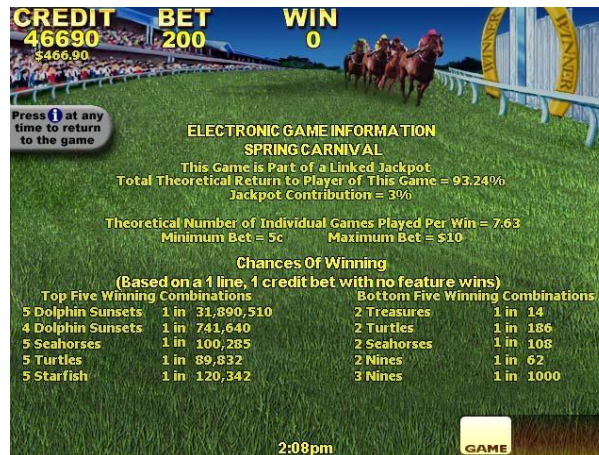 CREDIT BET WIN
46690 200 0
$466.90
WINNER WINNER
Press i at any
time to return
to the game
ELECTRONIC GAME INFORMATION
SPRING CARNIVAL
This Game is Part of a Linked Jackpot
Total Theoretical Return to Player of This Game = 93.24%
Jackpot Contribution = 3%
Theoretical Number of Individual Games Played Per Win = 7.63
Minimum Bet = 5c Maximum Bet = $10
Chances Of Winning
(Based on a 1 line, 1 credit bet with no feature wins)
Top Five Winning Combinations Bottom Five Winning Combinations
5 Dolphin Sunsets 1 in 31,890,510 2 Treasures 1 in 14
4 Dolphin Sunsets 1 in 741,640 2 Turtles 1 in 186
5 Seahorses 1 in 100,285 2 Seahorses 1 in 108
5 Turtles 1 in 89,832 2 Nines 1 in 62
5 Starfish 1 in 120,342 3 Nines 1 in 1000
2:08pm GAME